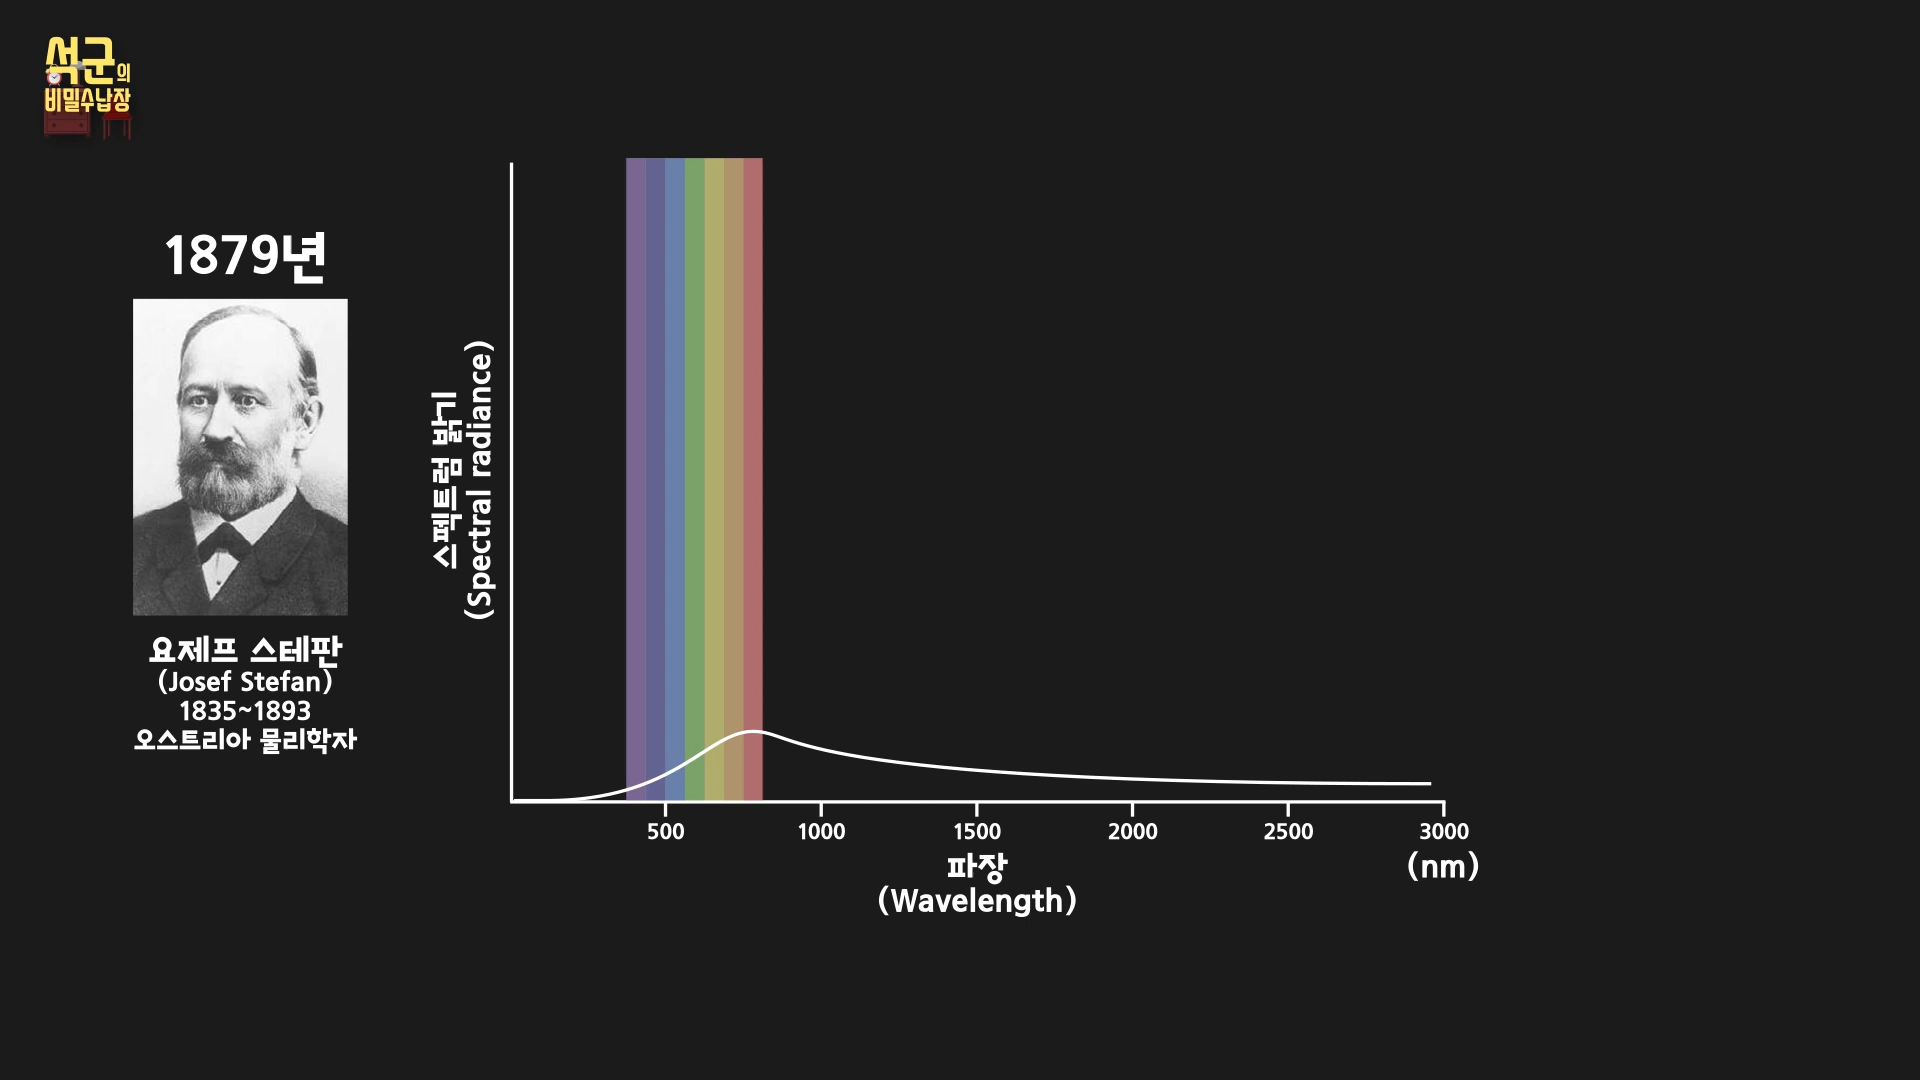 석군의
비밀수납장
1879년
요제프 스테판
(Josef Stefan)
1835~1893
오스트리아 물리학자
스펙트럼 밝기
(Spectral radiance)
500 1000 1500 2000 2500 3000
파장
(Wavelength)
(nm)